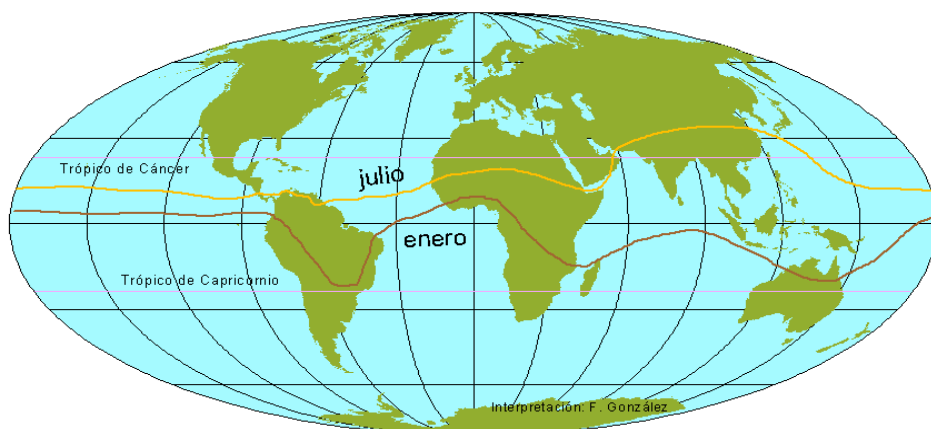 Trópico de Cáncer
julio
enero
Trópico de Capricornio
Interpretación: F. González